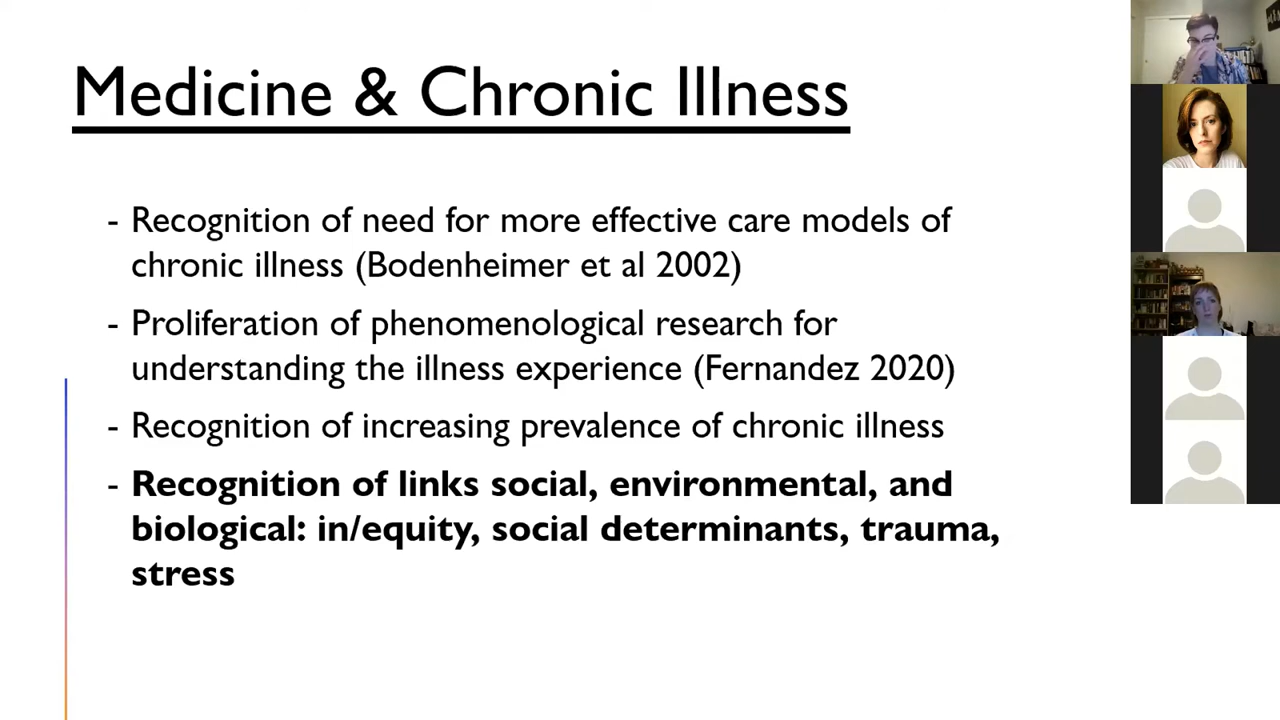 Medicine & Chronic Illness
- Recognition of need for more effective care models of
chronic illness (Bodenheimer et al 2002)
- Proliferation of phenomenological research for
understanding the illness experience (Fernandez 2020)
- Recognition of increasing prevalence of chronic illness
- Recognition of links social, environmental, and
biological: in/equity, social determinants, trauma,
stress